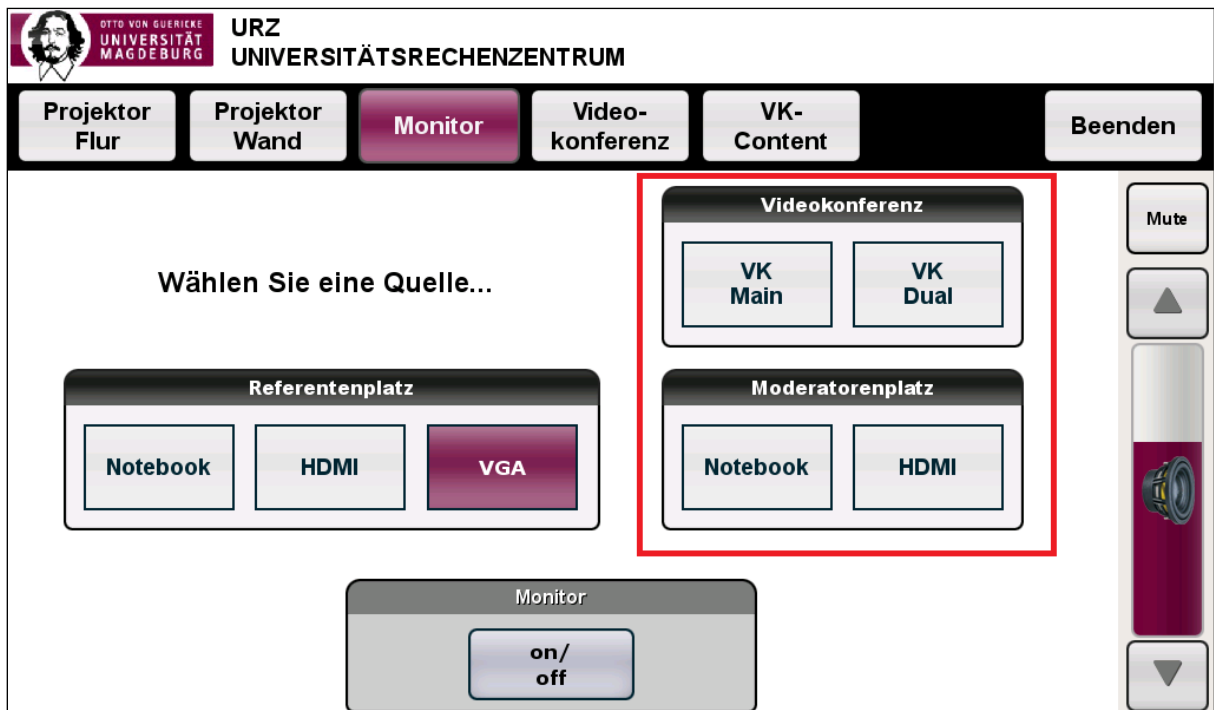 OTTO VON GUERICKE
UNIVERSITÄT
MAGDEBURG
URZ
UNIVERSITÄTSRECHENZENTRUM
Projektor
Flur
Projektor
Wand
Monitor
Video-
konferenz
VK-
Content
Beenden
Videokonferenz
Mute
VK
Main
VK
Dual
Wählen Sie eine Quelle...
Referentenplatz
Notebook
HDMI
VGA
Moderatorenplatz
Notebook
HDMI
Monitor
on/
off